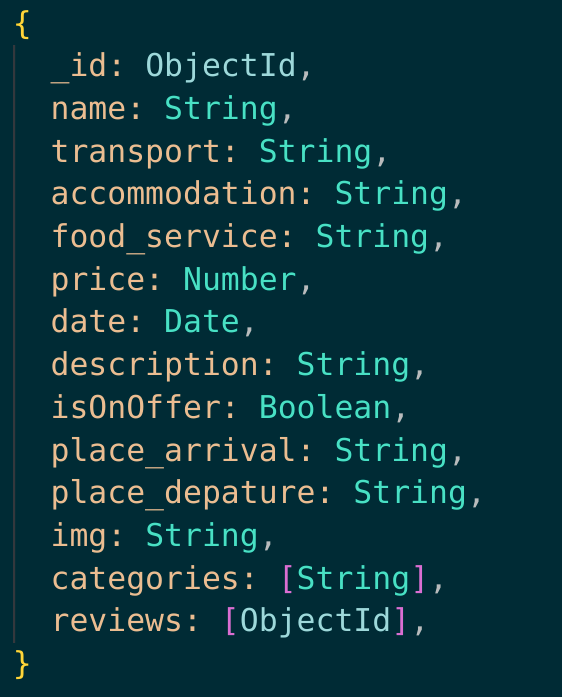 {
  _id: ObjectId,
  name: String,
  transport: String,
  accommodation: String,
  food_service: String,
  price: Number,
  date: Date,
  description: String,
  isOnOffer: Boolean,
  place_arrival: String,
  place_depature: String,
  img: String,
  categories: [String],
  reviews: [ObjectId],
}